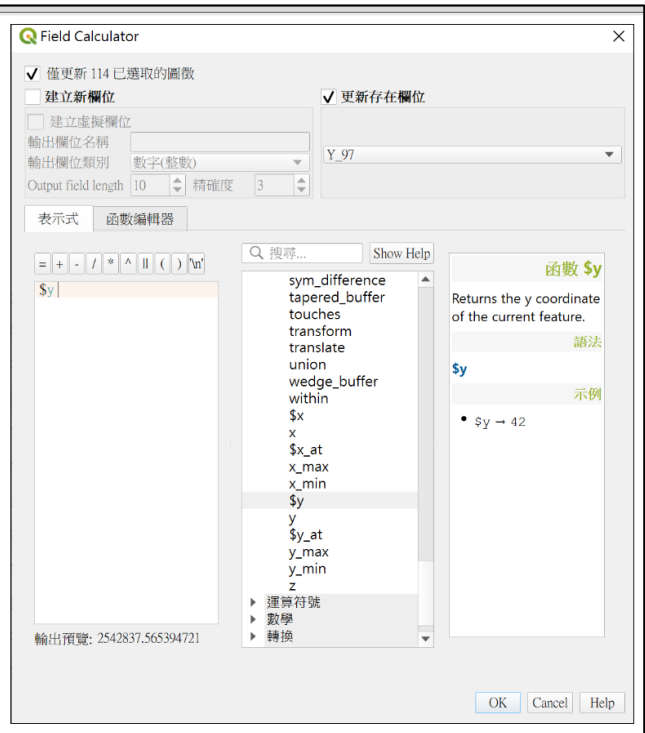 Field Calculator
僅更新 114 已選取的圖徵
建立新欄位
更新存在欄位
建立虛擬欄位
輸出欄位名稱
輸出欄位類別 數字(整數)
Output field length 10 精確度 3
Y_97
表示式 函數編輯器
= + - / * ^ || ( ) '\n'
$y
輸出預覽: 2542837.565394721
搜尋... Show Help
sym_difference
tapered_buffer
touches
transform
translate
union
wedge_buffer
within
$x
x
$x_at
x_max
x_min
$y
y
$y_at
y_max
y_min
z
運算符號
數學
轉換
函數 $y
Returns the y coordinate
of the current feature.
語法
$y
示例
• $y → 42
OK Cancel Help